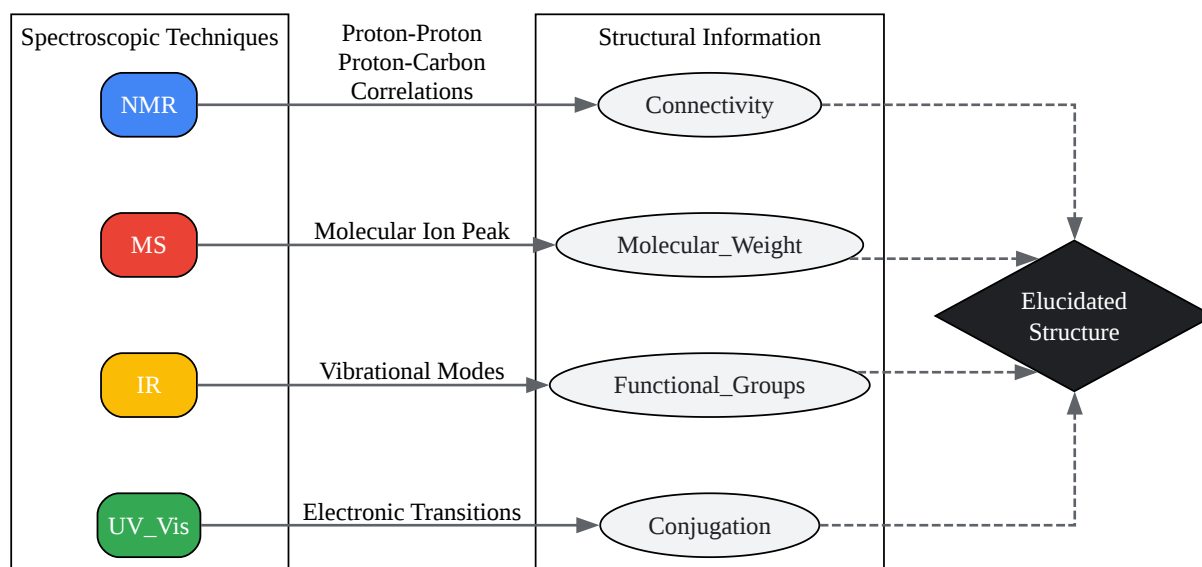 Spectroscopic Techniques
Proton-Proton
Proton-Carbon
Correlations
Structural Information
NMR
Connectivity
MS
Molecular Ion Peak
Molecular_Weight
Elucidated
Structure
IR
Vibrational Modes
Functional_Groups
UV_Vis
Electronic Transitions
Conjugation